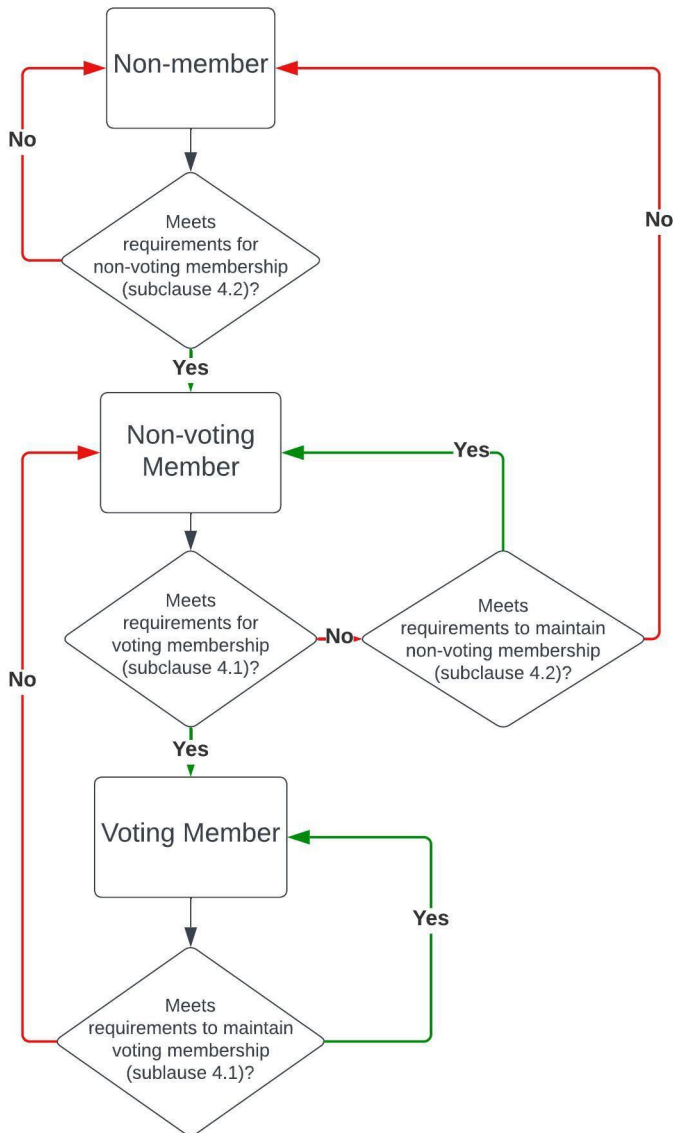 Non-member
No
Meets
requirements for
non-voting membership
(subclause 4.2)?
No
Yes
Non-voting
Member
Yes
Meets
requirements for
voting membership
(subclause 4.1)?
No
Meets
requirements to maintain
non-voting membership
(subclause 4.2)?
No
Yes
Voting Member
Yes
Meets
requirements to maintain
voting membership
(sublause 4.1)?